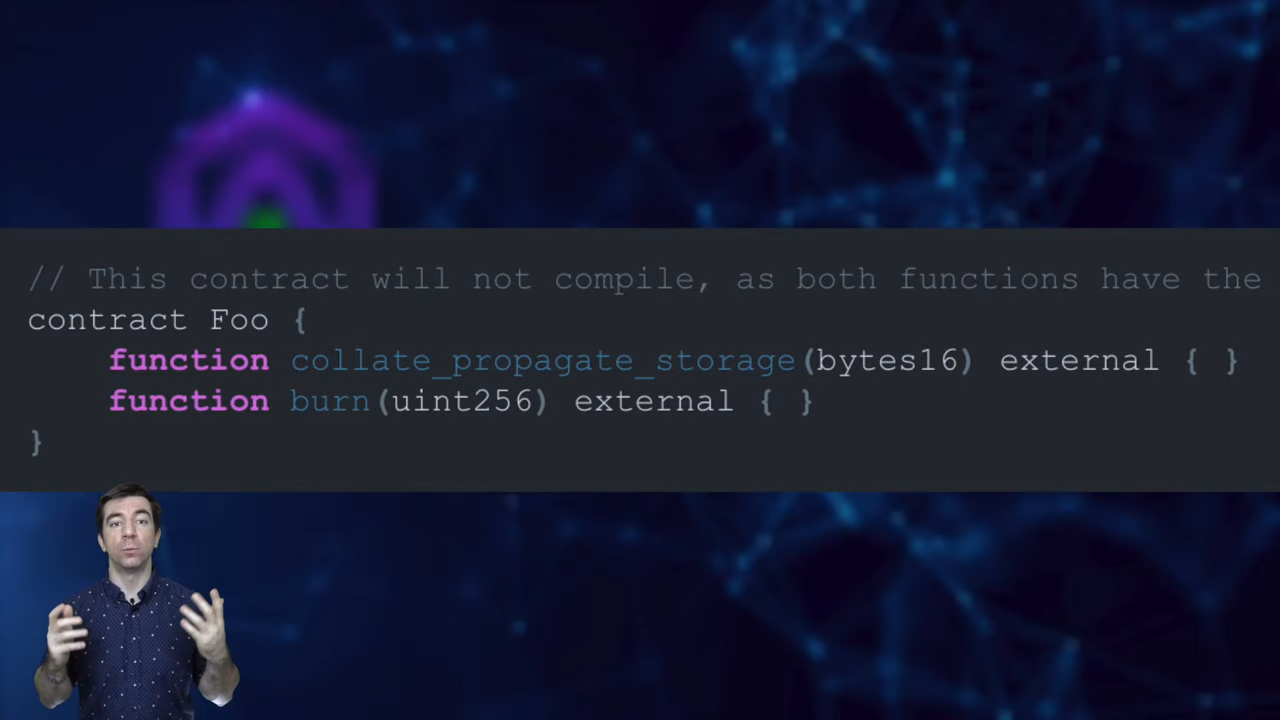 // This contract will not compile, as both functions have the
contract Foo {
function collate_propagate_storage(bytes16) external { }
function burn(uint256) external { }
}